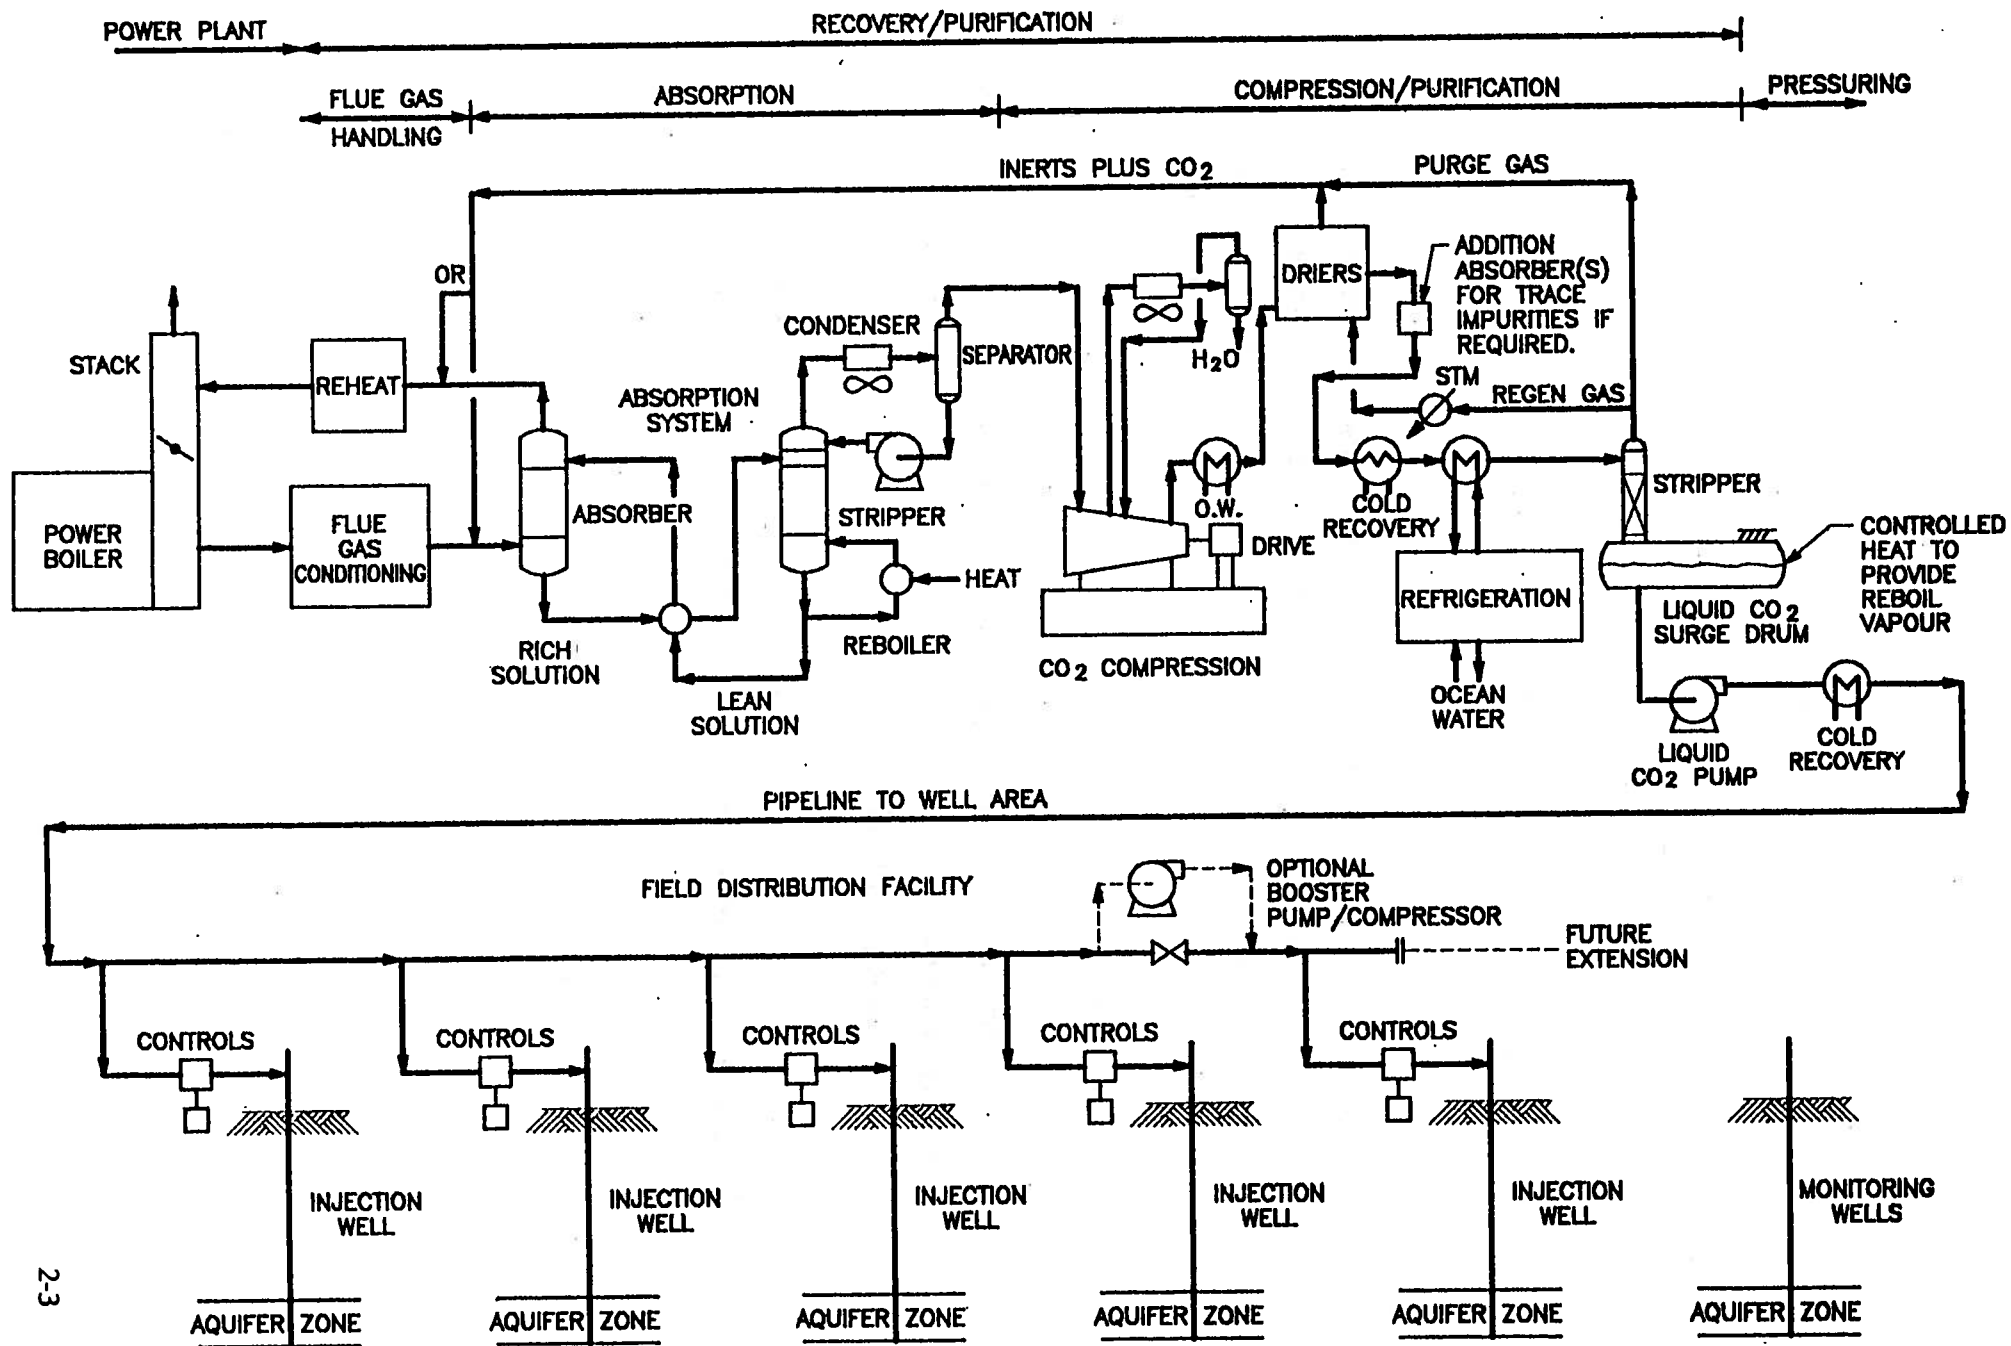 POWER PLANT
RECOVERY/PURIFICATION
FLUE GAS
HANDLING
ABSORPTION
COMPRESSION/PURIFICATION
PRESSURING
INERTS PLUS CO2
PURGE GAS
OR
STACK
REHEAT
POWER
BOILER
FLUE
GAS
CONDITIONING
ABSORBER
RICH
SOLUTION
ABSORPTION
SYSTEM
LEAN
SOLUTION
CONDENSER
SEPARATOR
STRIPPER
HEAT
REBOILER
H2O
DRIERS
ADDITION
ABSORBER(S)
FOR TRACE
IMPURITIES IF
REQUIRED.
STM
REGEN GAS
O.W.
DRIVE
CO2 COMPRESSION
COLD
RECOVERY
REFRIGERATION
OCEAN
WATER
STRIPPER
CONTROLLED
HEAT TO
PROVIDE
REBOIL
VAPOUR
LIQUID CO2
SURGE DRUM
LIQUID
CO2 PUMP
COLD
RECOVERY
PIPELINE TO WELL AREA
FIELD DISTRIBUTION FACILITY
OPTIONAL
BOOSTER
PUMP/COMPRESSOR
FUTURE
EXTENSION
CONTROLS
CONTROLS
CONTROLS
CONTROLS
CONTROLS
INJECTION
WELL
INJECTION
WELL
INJECTION
WELL
INJECTION
WELL
INJECTION
WELL
MONITORING
WELLS
AQUIFER ZONE
AQUIFER ZONE
AQUIFER ZONE
AQUIFER ZONE
AQUIFER ZONE
AQUIFER ZONE
2-3